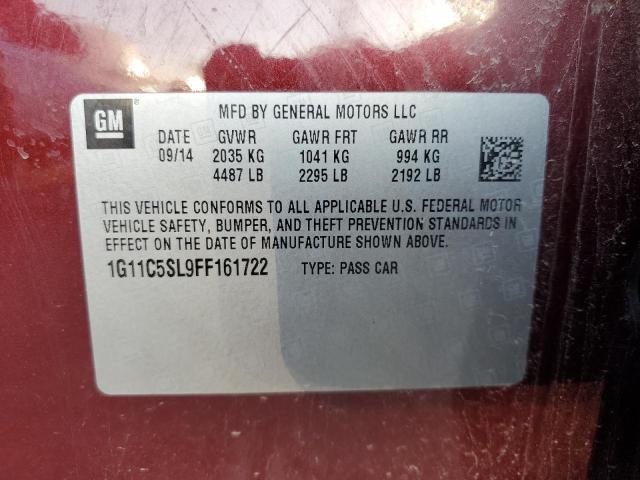 GM ®
MFD BY GENERAL MOTORS LLC
DATE GVWR GAWR FRT GAWR RR
09/14 2035 KG 1041 KG 994 KG
4487 LB 2295 LB 2192 LB
THIS VEHICLE CONFORMS TO ALL APPLICABLE U.S. FEDERAL MOTOR
VEHICLE SAFETY, BUMPER, AND THEFT PREVENTION STANDARDS IN
EFFECT ON THE DATE OF MANUFACTURE SHOWN ABOVE.
1G11C5SL9FF161722 TYPE: PASS CAR